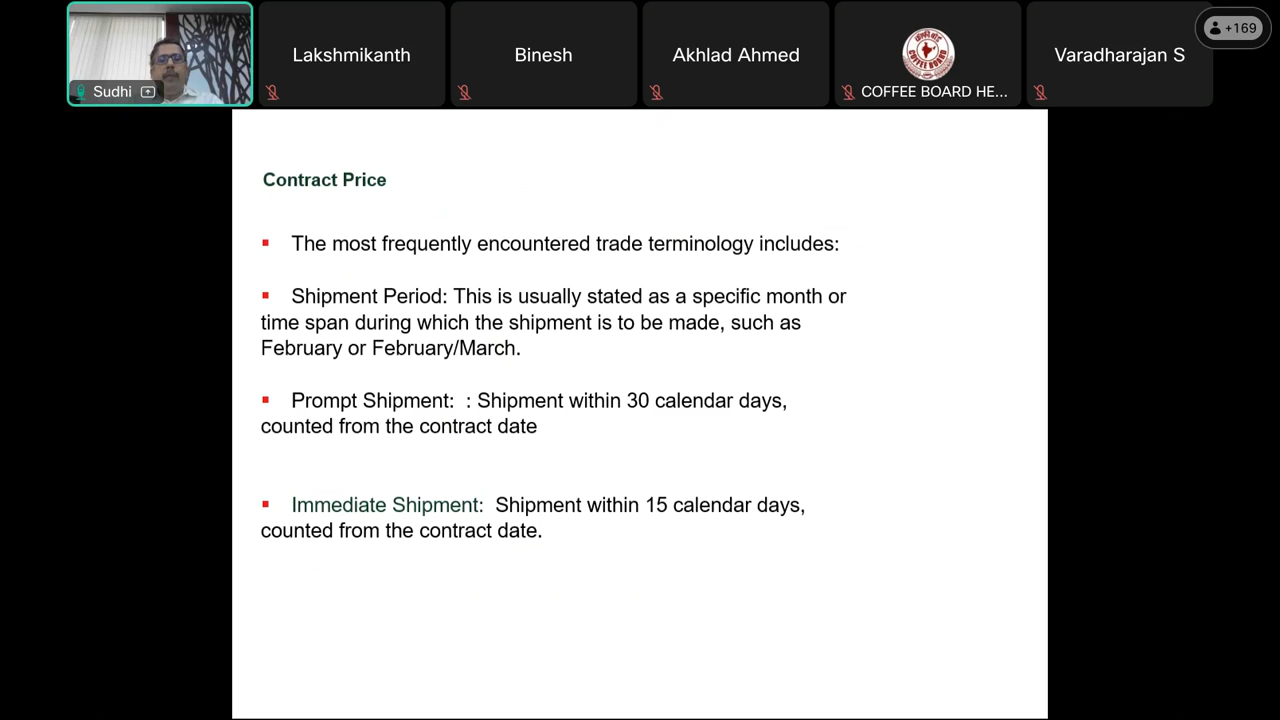 Sudhi
Lakshmikanth
Binesh
Akhlad Ahmed
कॉफी बोर्ड
COFFEE BOARD
COFFEE BOARD HE...
Varadharajan S
+169
Contract Price
▪ The most frequently encountered trade terminology includes:
▪ Shipment Period: This is usually stated as a specific month or
time span during which the shipment is to be made, such as
February or February/March.
▪ Prompt Shipment:  : Shipment within 30 calendar days,
counted from the contract date
▪ Immediate Shipment:  Shipment within 15 calendar days,
counted from the contract date.